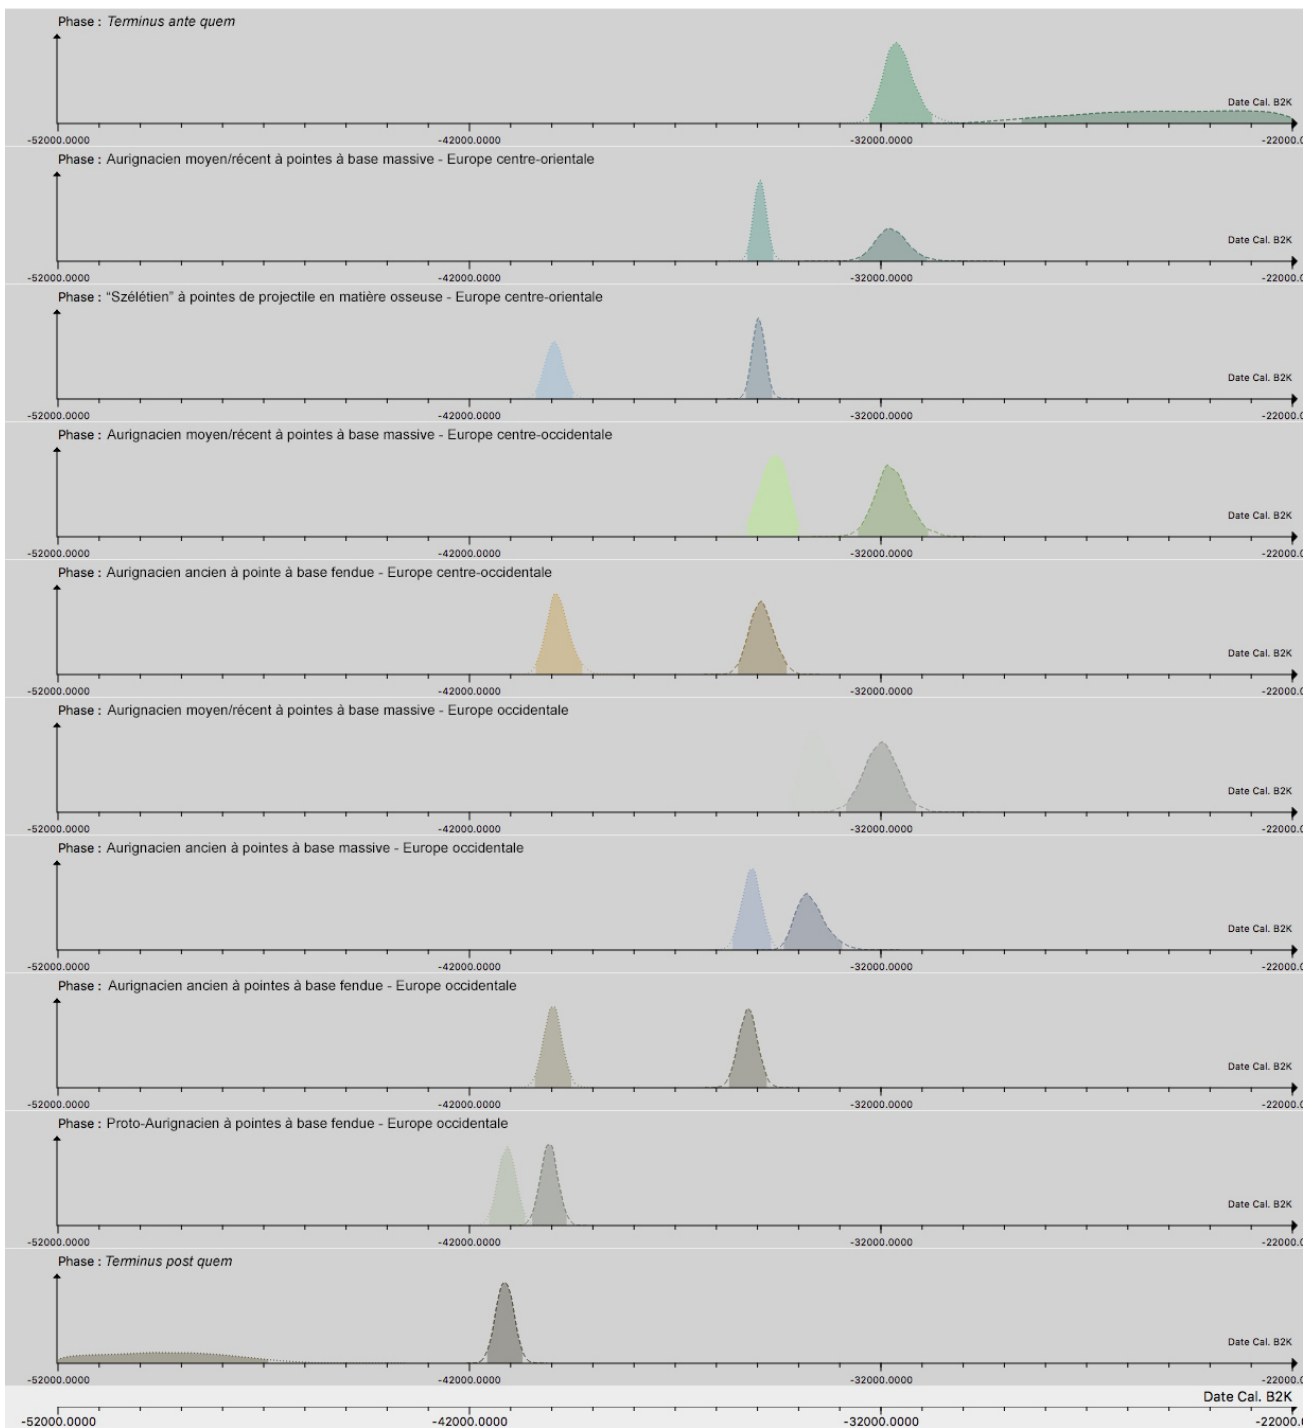 Phase : Terminus ante quem
Date Cal. B2K
-52000.0000 -42000.0000 -32000.0000 -22000.0
Phase : Aurignacien moyen/récent à pointes à base massive - Europe centre-orientale
Date Cal. B2K
-52000.0000 -42000.0000 -32000.0000 -22000.0
Phase : "Szélétien" à pointes de projectile en matière osseuse - Europe centre-orientale
Date Cal. B2K
-52000.0000 -42000.0000 -32000.0000 -22000.0
Phase : Aurignacien moyen/récent à pointes à base massive - Europe centre-occidentale
Date Cal. B2K
-52000.0000 -42000.0000 -32000.0000 -22000.0
Phase : Aurignacien ancien à pointe à base fendue - Europe centre-occidentale
Date Cal. B2K
-52000.0000 -42000.0000 -32000.0000 -22000.0
Phase : Aurignacien moyen/récent à pointes à base massive - Europe occidentale
Date Cal. B2K
-52000.0000 -42000.0000 -32000.0000 -22000.0
Phase : Aurignacien ancien à pointes à base massive - Europe occidentale
Date Cal. B2K
-52000.0000 -42000.0000 -32000.0000 -22000.0
Phase : Aurignacien ancien à pointes à base fendue - Europe occidentale
Date Cal. B2K
-52000.0000 -42000.0000 -32000.0000 -22000.0
Phase : Proto-Aurignacien à pointes à base fendue - Europe occidentale
Date Cal. B2K
-52000.0000 -42000.0000 -32000.0000 -22000.0
Phase : Terminus post quem
Date Cal. B2K
-52000.0000 -42000.0000 -32000.0000 -22000.0
Date Cal. B2K
-52000.0000 -42000.0000 -32000.0000 -22000.0